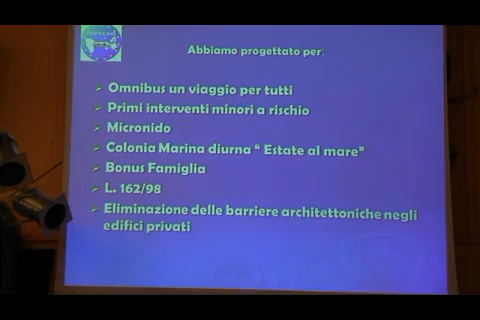 Abbiamo progettato per:
Omnibus un viaggio per tutti
Primi interventi minori a rischio
Micronido
Colonia Marina diurna “ Estate al mare”
Bonus Famiglia
L. 162/98
Eliminazione delle barriere architettoniche negli
edifici privati